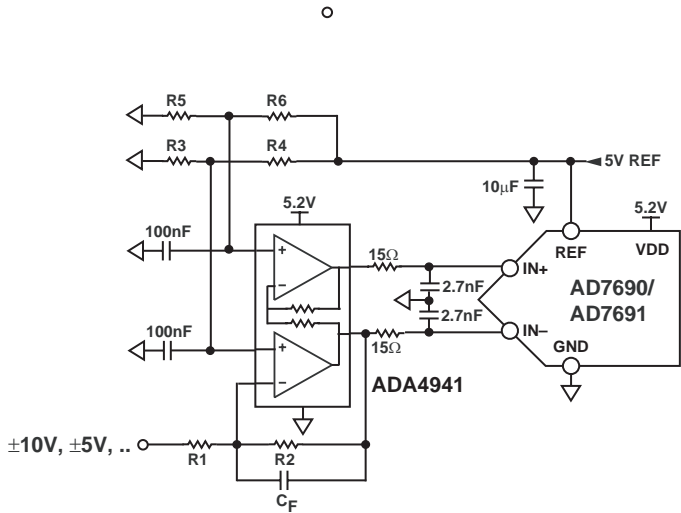 R5
R6
R3
R4
5V REF
10μF
5.2V
5.2V
100nF
+
−
15Ω
REF
VDD
IN+
2.7nF
AD7690/
AD7691
2.7nF
IN−
100nF
+
−
15Ω
GND
ADA4941
±10V, ±5V, ..
R1
R2
CF